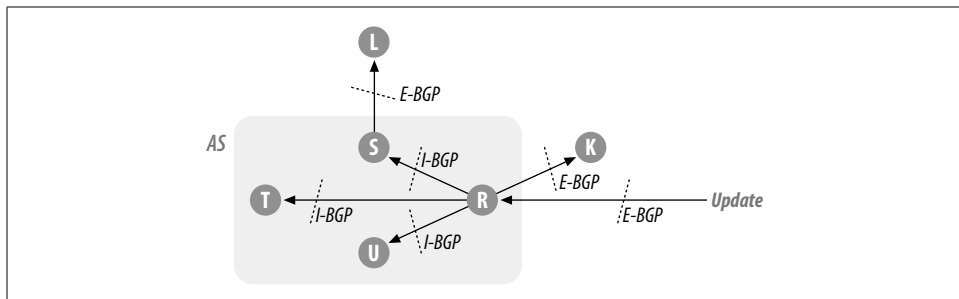 L
E-BGP
AS
S
I-BGP
K
E-BGP
T
I-BGP
R
E-BGP
Update
I-BGP
U